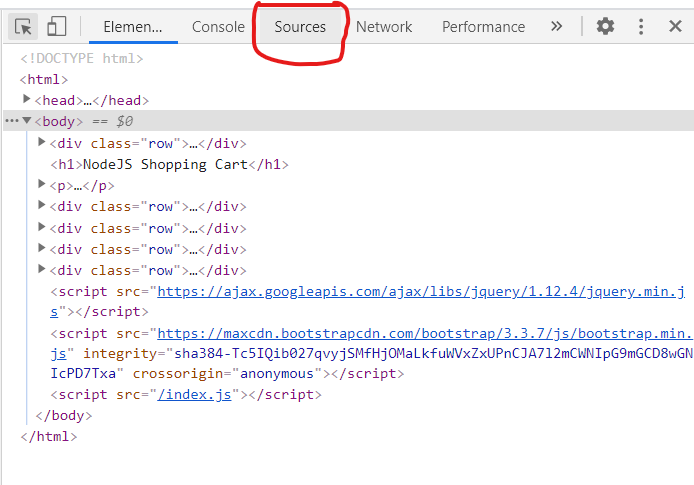 Elemen... Console Sources Network Performance »
<!DOCTYPE html>
<html>
<head>…</head>
<body> == $0
<div class="row">…</div>
<h1>NodeJS Shopping Cart</h1>
<p>…</p>
<div class="row">…</div>
<div class="row">…</div>
<div class="row">…</div>
<div class="row">…</div>
<script src="https://ajax.googleapis.com/ajax/libs/jquery/1.12.4/jquery.min.j
s"></script>
<script src="https://maxcdn.bootstrapcdn.com/bootstrap/3.3.7/js/bootstrap.min.
js" integrity="sha384-Tc5IQib027qvyjSMfHjOMaLkfuWVxZxUPnCJA7l2mCWNIpG9mGCD8wGN
IcPD7Txa" crossorigin="anonymous"></script>
<script src="/index.js"></script>
</body>
</html>